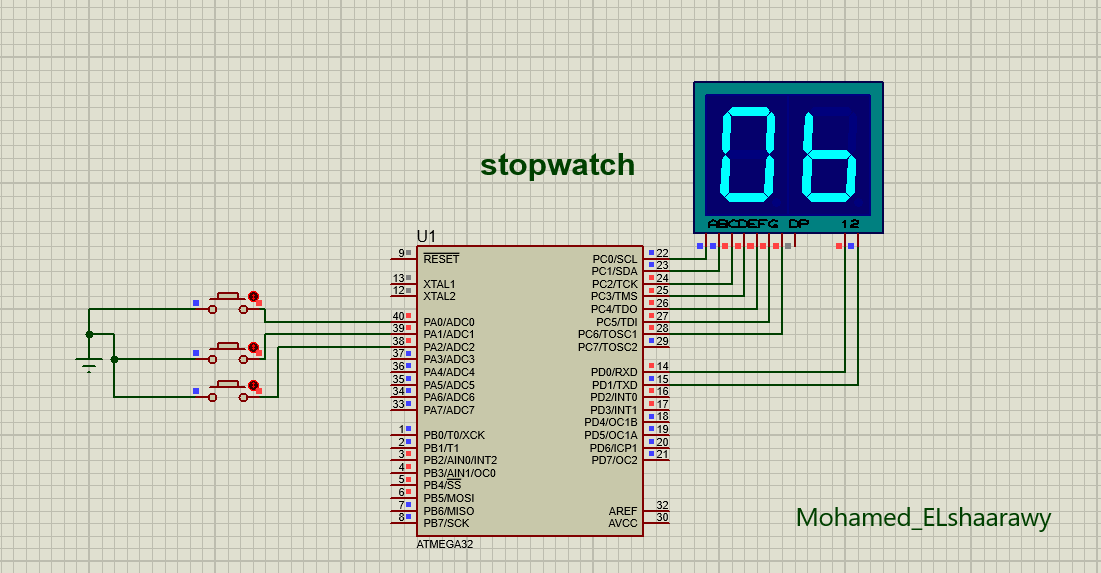 stopwatch
06
ABCDEFG DP 12
U1
9 RESET
13 XTAL1
12 XTAL2
40 PA0/ADC0
39 PA1/ADC1
38 PA2/ADC2
37 PA3/ADC3
36 PA4/ADC4
35 PA5/ADC5
34 PA6/ADC6
33 PA7/ADC7
1 PB0/T0/XCK
2 PB1/T1
3 PB2/AIN0/INT2
4 PB3/AIN1/OC0
5 PB4/SS
6 PB5/MOSI
7 PB6/MISO
8 PB7/SCK
PC0/SCL 22
PC1/SDA 23
PC2/TCK 24
PC3/TMS 25
PC4/TDO 26
PC5/TDI 27
PC6/TOSC1 28
PC7/TOSC2 29
PD0/RXD 14
PD1/TXD 15
PD2/INT0 16
PD3/INT1 17
PD4/OC1B 18
PD5/OC1A 19
PD6/ICP1 20
PD7/OC2 21
AREF 32
AVCC 30
ATMEGA32
Mohamed_ELshaarawy